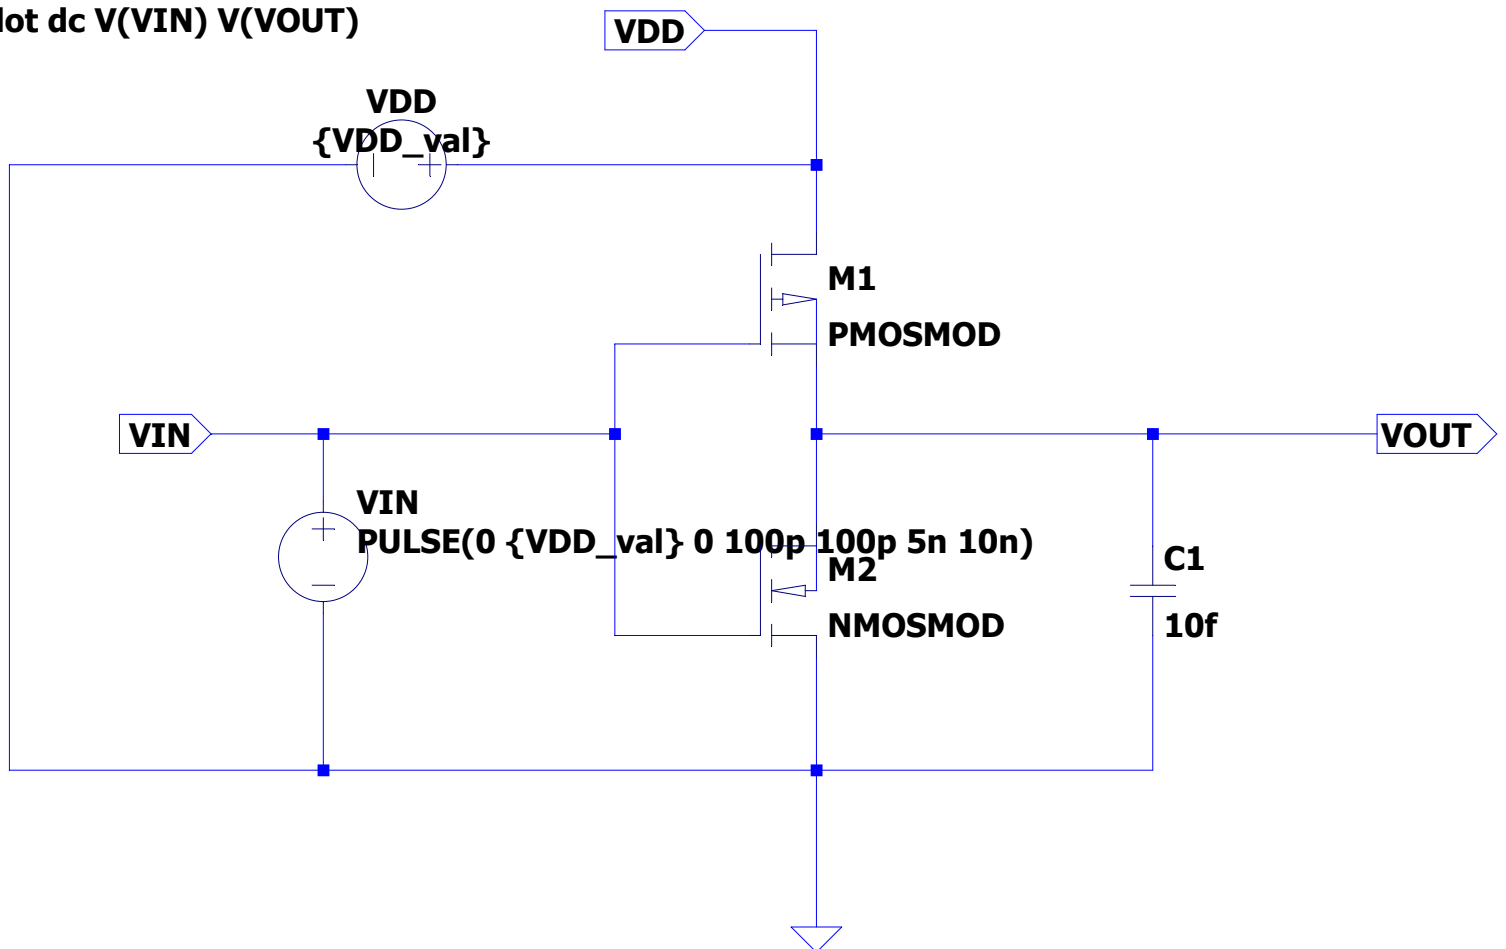 lot dc V(VIN) V(VOUT)
VDD
VDD
{VDD_val}
M1
PMOSMOD
VIN
VOUT
VIN
PULSE(0 {VDD_val} 0 100p 100p 5n 10n)
M2
C1
NMOSMOD
10f